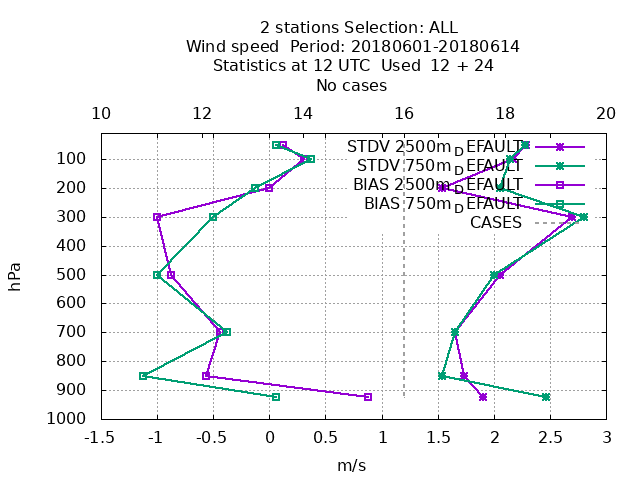 2 stations Selection: ALL
Wind speed  Period: 20180601-20180614
Statistics at 12 UTC  Used  12 + 24
No cases
10 12 14 16 18 20
STDV 2500m_DEFAULT
STDV 750m_DEFAULT
BIAS 2500m_DEFAULT
BIAS 750m_DEFAULT
CASES
hPa
100
200
300
400
500
600
700
800
900
1000
-1.5 -1 -0.5 0 0.5 1 1.5 2 2.5 3
m/s